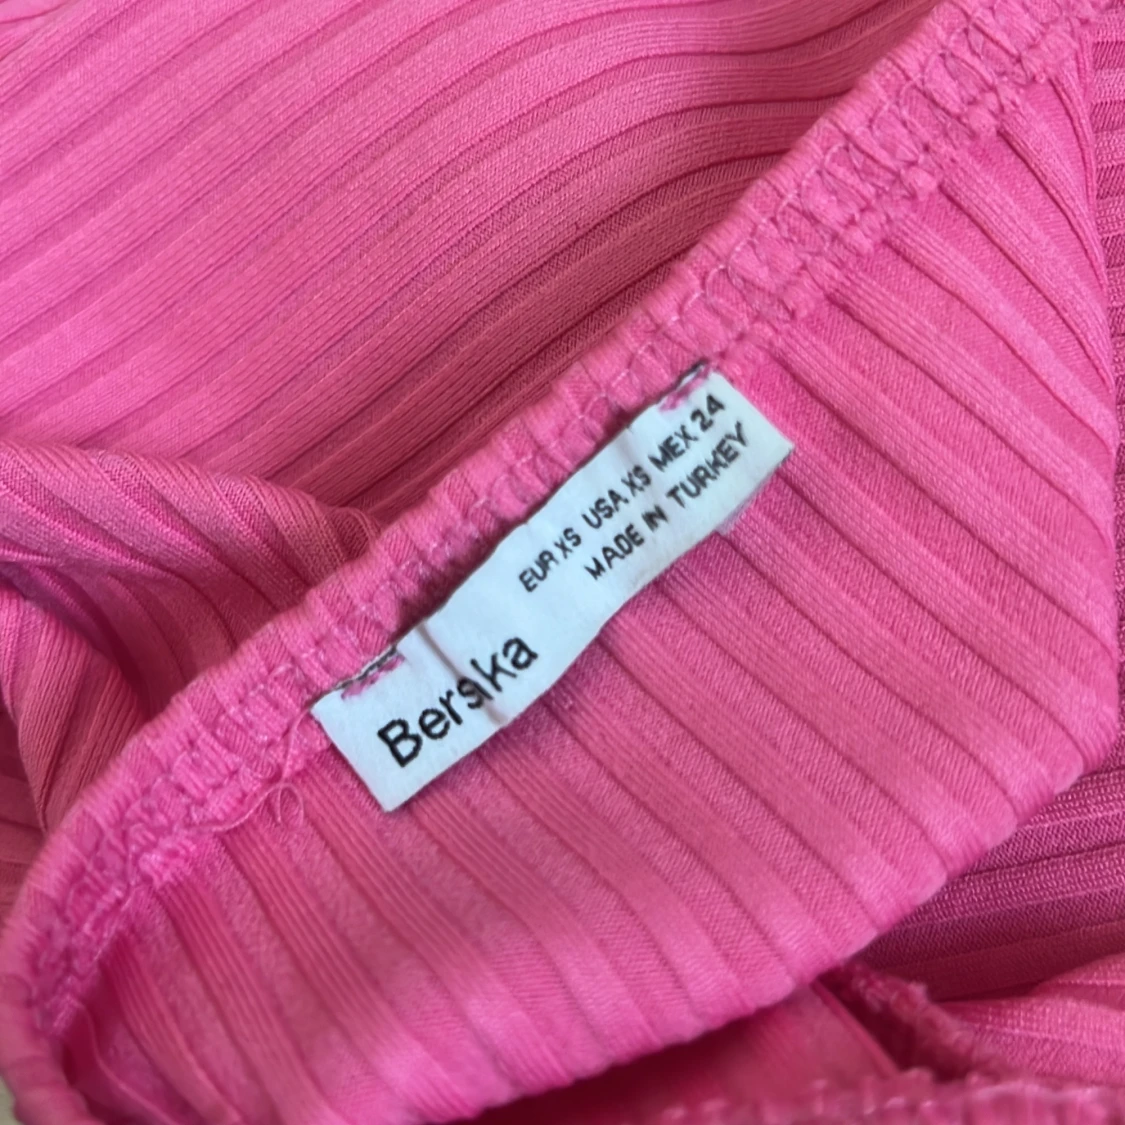 Bershka
EUR XS USA XS MEX 24
MADE IN TURKEY